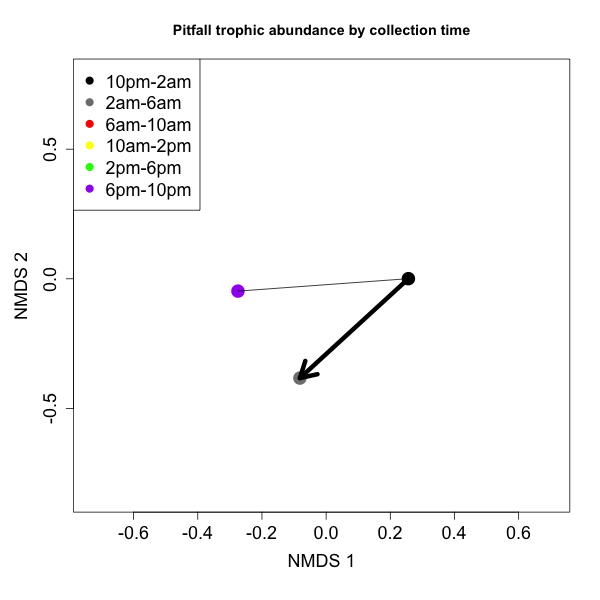 Pitfall trophic abundance by collection time
10pm-2am
2am-6am
6am-10am
10am-2pm
2pm-6pm
6pm-10pm
0.5
0.0
-0.5
NMDS 2
-0.6 -0.4 -0.2 0.0 0.2 0.4 0.6
NMDS 1